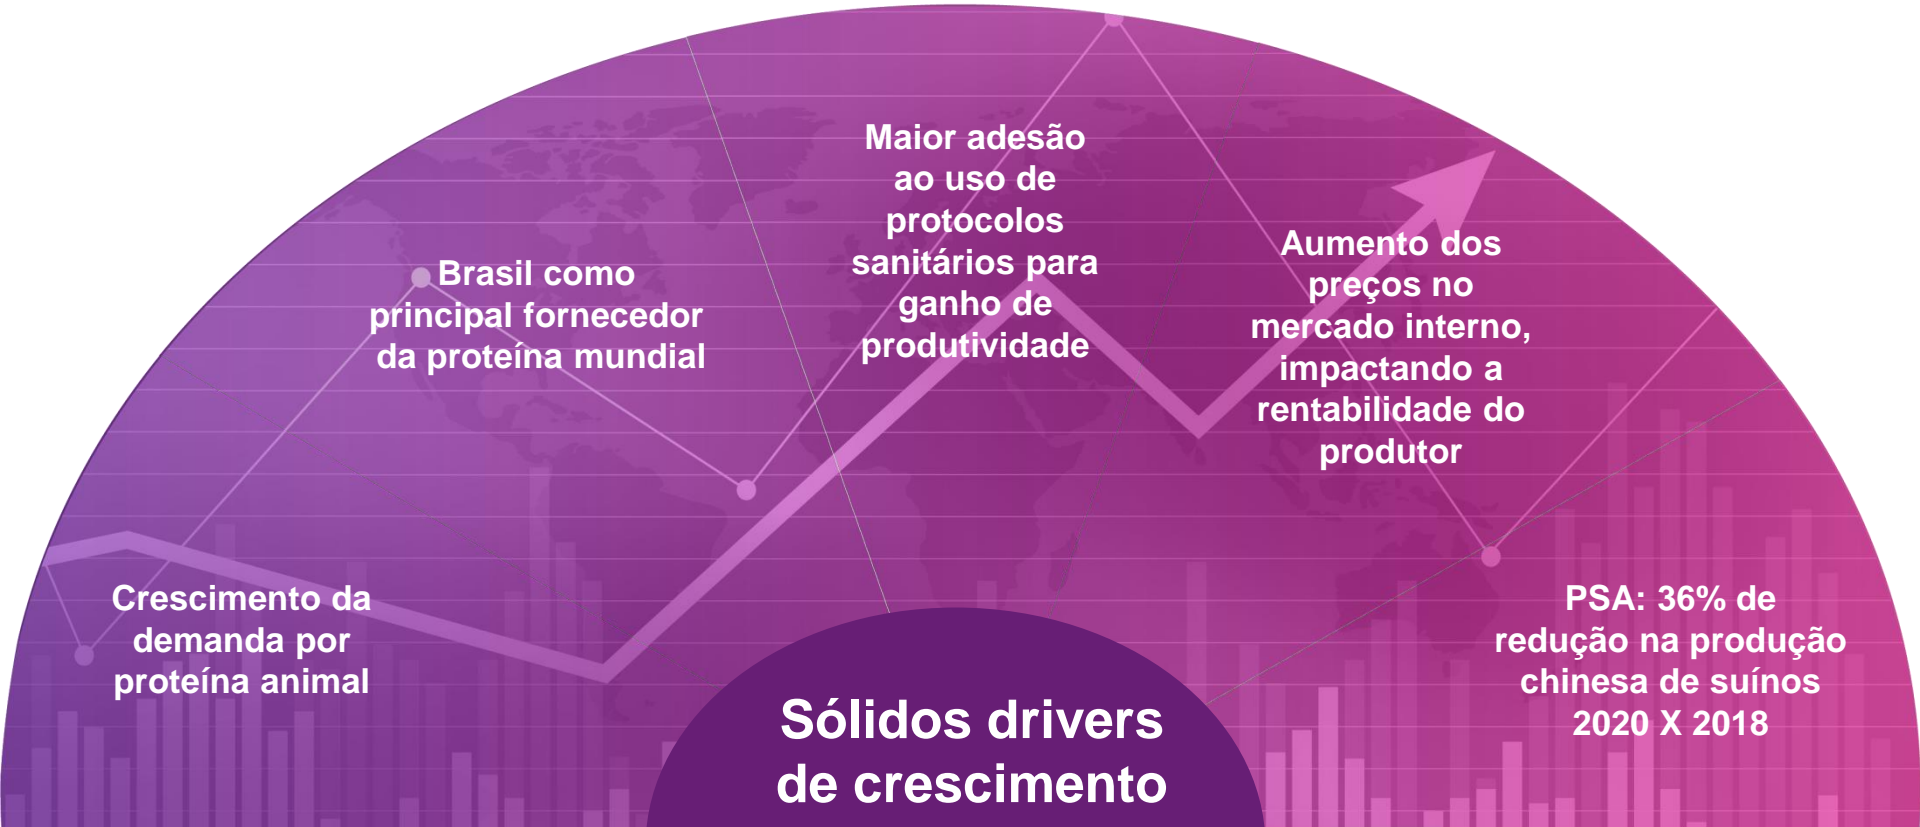 Crescimento da
demanda por
proteína animal
Brasil como
principal fornecedor
da proteína mundial
Maior adesão
ao uso de
protocolos
sanitários para
ganho de
produtividade
Aumento dos
preços no
mercado interno,
impactando a
rentabilidade do
produtor
PSA: 36% de
redução na produção
chinesa de suínos
2020 X 2018
Sólidos drivers
de crescimento